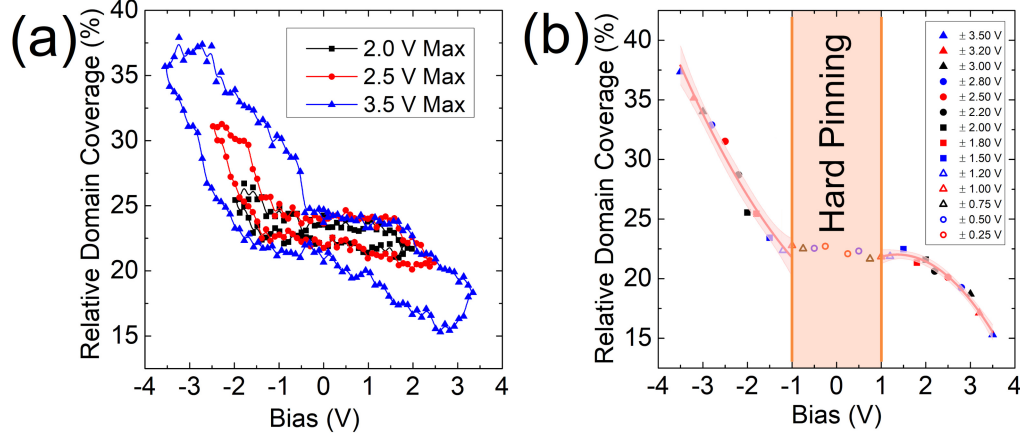 (a)
Relative Domain Coverage (%)
40
35
30
25
20
15
2.0 V Max
2.5 V Max
3.5 V Max
-4 -3 -2 -1 0 1 2 3 4
Bias (V)
(b)
Relative Domain Coverage (%)
40
35
30
25
20
15
Hard Pinning
± 3.50 V
± 3.20 V
± 3.00 V
± 2.80 V
± 2.50 V
± 2.20 V
± 2.00 V
± 1.80 V
± 1.50 V
± 1.20 V
± 1.00 V
± 0.75 V
± 0.50 V
± 0.25 V
-4 -3 -2 -1 0 1 2 3 4
Bias (V)